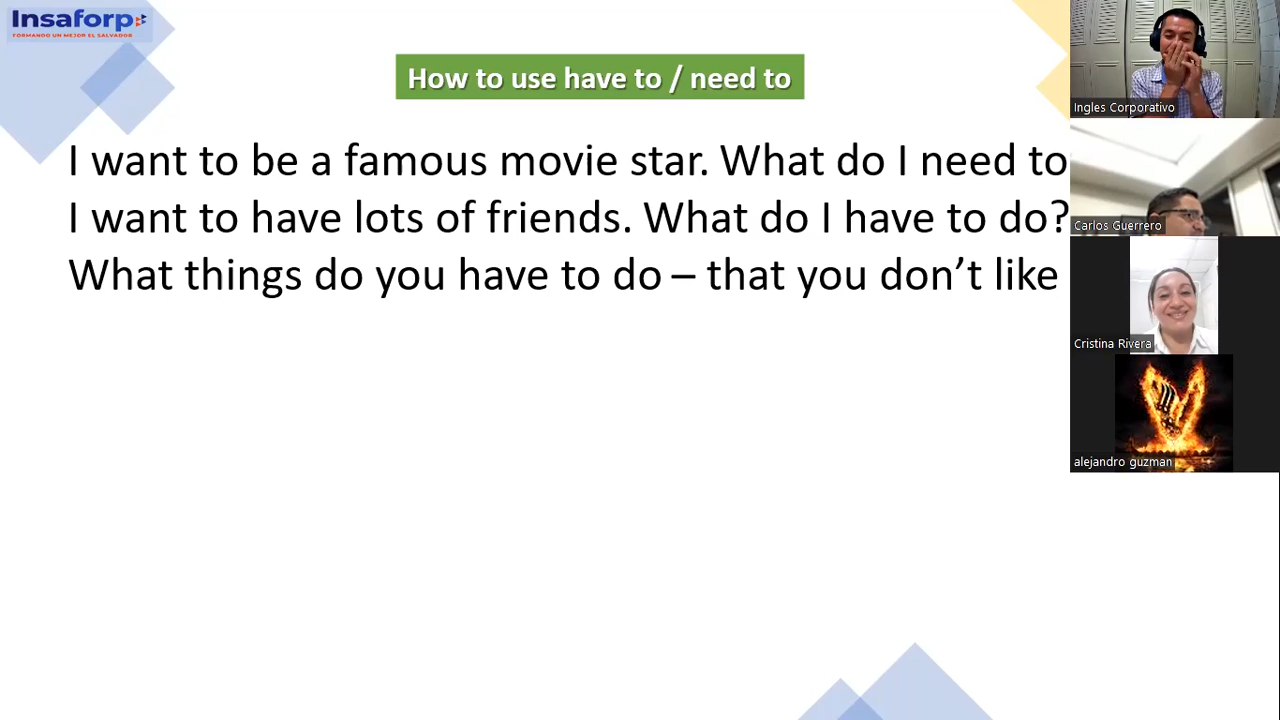 Insaforp
FORMANDO UN MEJOR EL SALVADOR
How to use have to / need to
I want to be a famous movie star. What do I need to
I want to have lots of friends. What do I have to do?
What things do you have to do – that you don’t like
Ingles Corporativo
Carlos Guerrero
Cristina Rivera
alejandro guzman